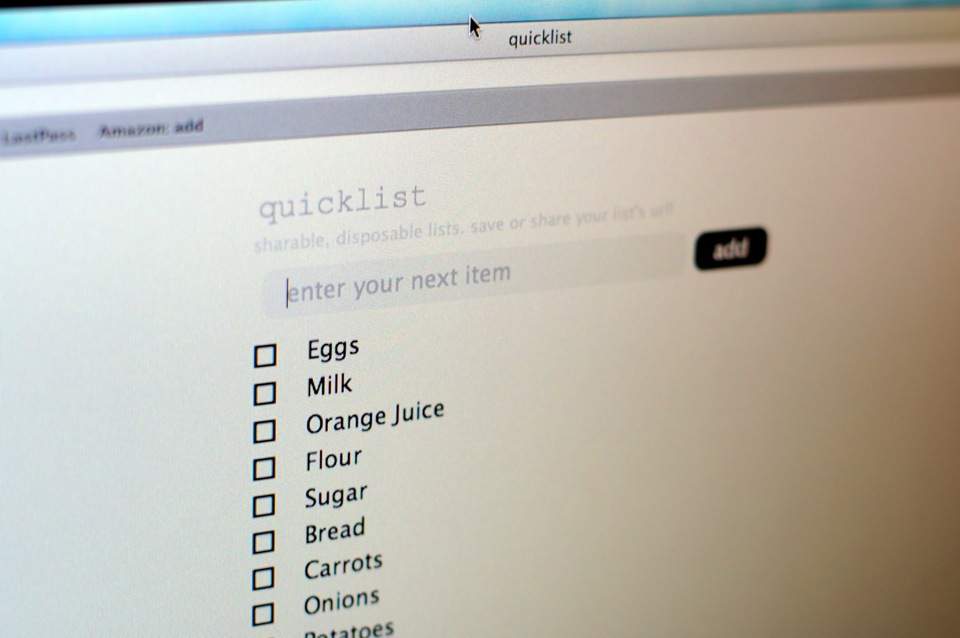 quicklist
LastPass Amazon: add
quicklist
sharable, disposable lists. save or share your list's url!
add
enter your next item
Eggs
Milk
Orange Juice
Flour
Sugar
Bread
Carrots
Onions
Potatoes